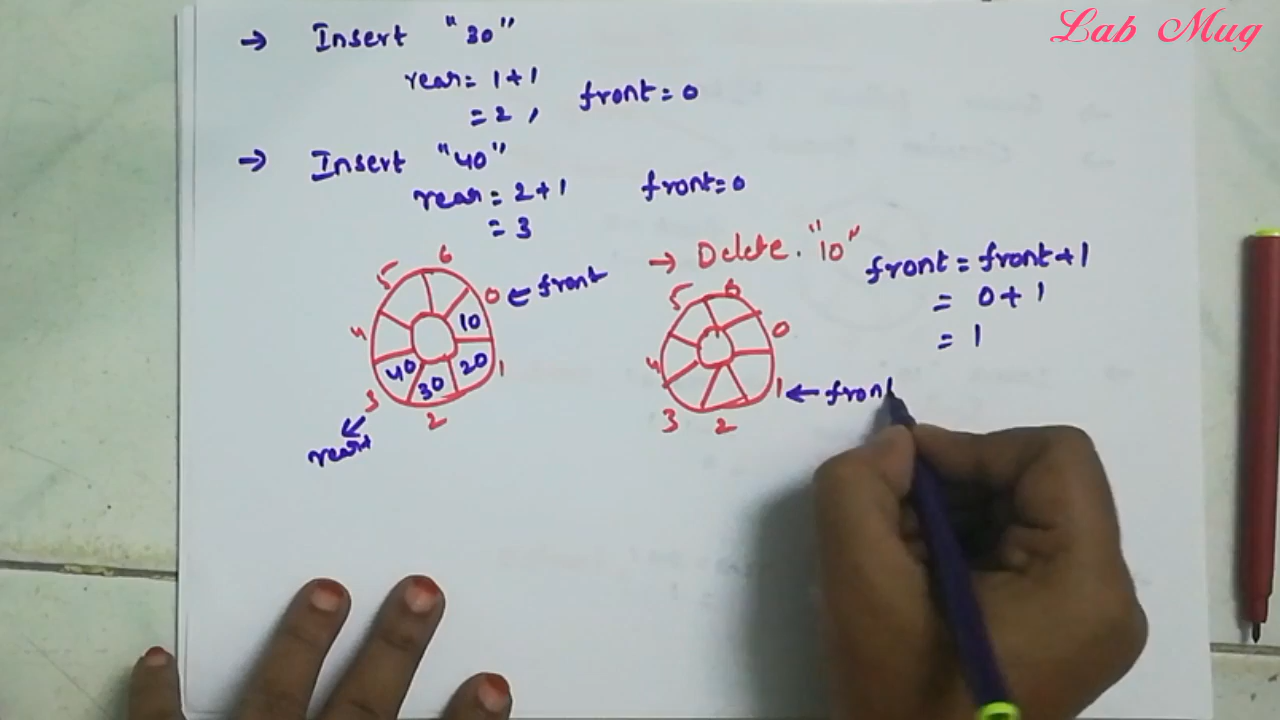 Lab Mug
→ Insert "30"
rear = 1+1
= 2 , front = 0
→ Insert "40"
rear = 2+1 front=0
= 3
→ Delete. "10" front = front+1
= 0+1
= 1
6
5
0 ← front
10
4
40 20 1
30
3
2
rear
6
5
0
4
1 ← front
3 2